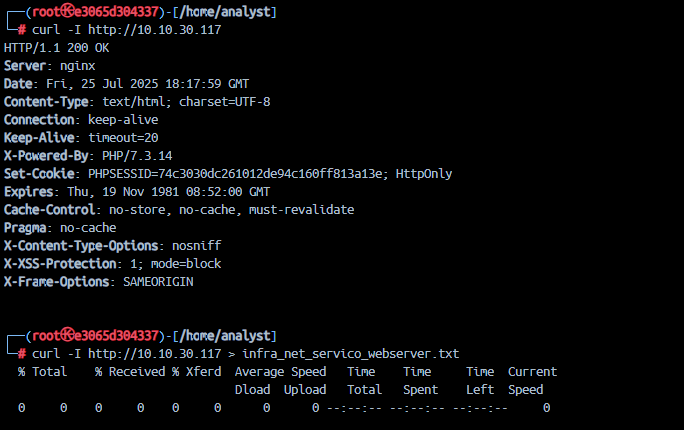 ┌──(root㉿e3065d304337)-[/home/analyst]
└─# curl -I http://10.10.30.117
HTTP/1.1 200 OK
Server: nginx
Date: Fri, 25 Jul 2025 18:17:59 GMT
Content-Type: text/html; charset=UTF-8
Connection: keep-alive
Keep-Alive: timeout=20
X-Powered-By: PHP/7.3.14
Set-Cookie: PHPSESSID=74c3030dc261012de94c160ff813a13e; HttpOnly
Expires: Thu, 19 Nov 1981 08:52:00 GMT
Cache-Control: no-store, no-cache, must-revalidate
Pragma: no-cache
X-Content-Type-Options: nosniff
X-XSS-Protection: 1; mode=block
X-Frame-Options: SAMEORIGIN
┌──(root㉿e3065d304337)-[/home/analyst]
└─# curl -I http://10.10.30.117 > infra_net_servico_webserver.txt
  % Total    % Received % Xferd  Average Speed   Time    Time     Time  Current
                                 Dload  Upload   Total   Spent    Left  Speed
  0     0    0     0    0     0      0      0 --:--:-- --:--:-- --:--:--     0